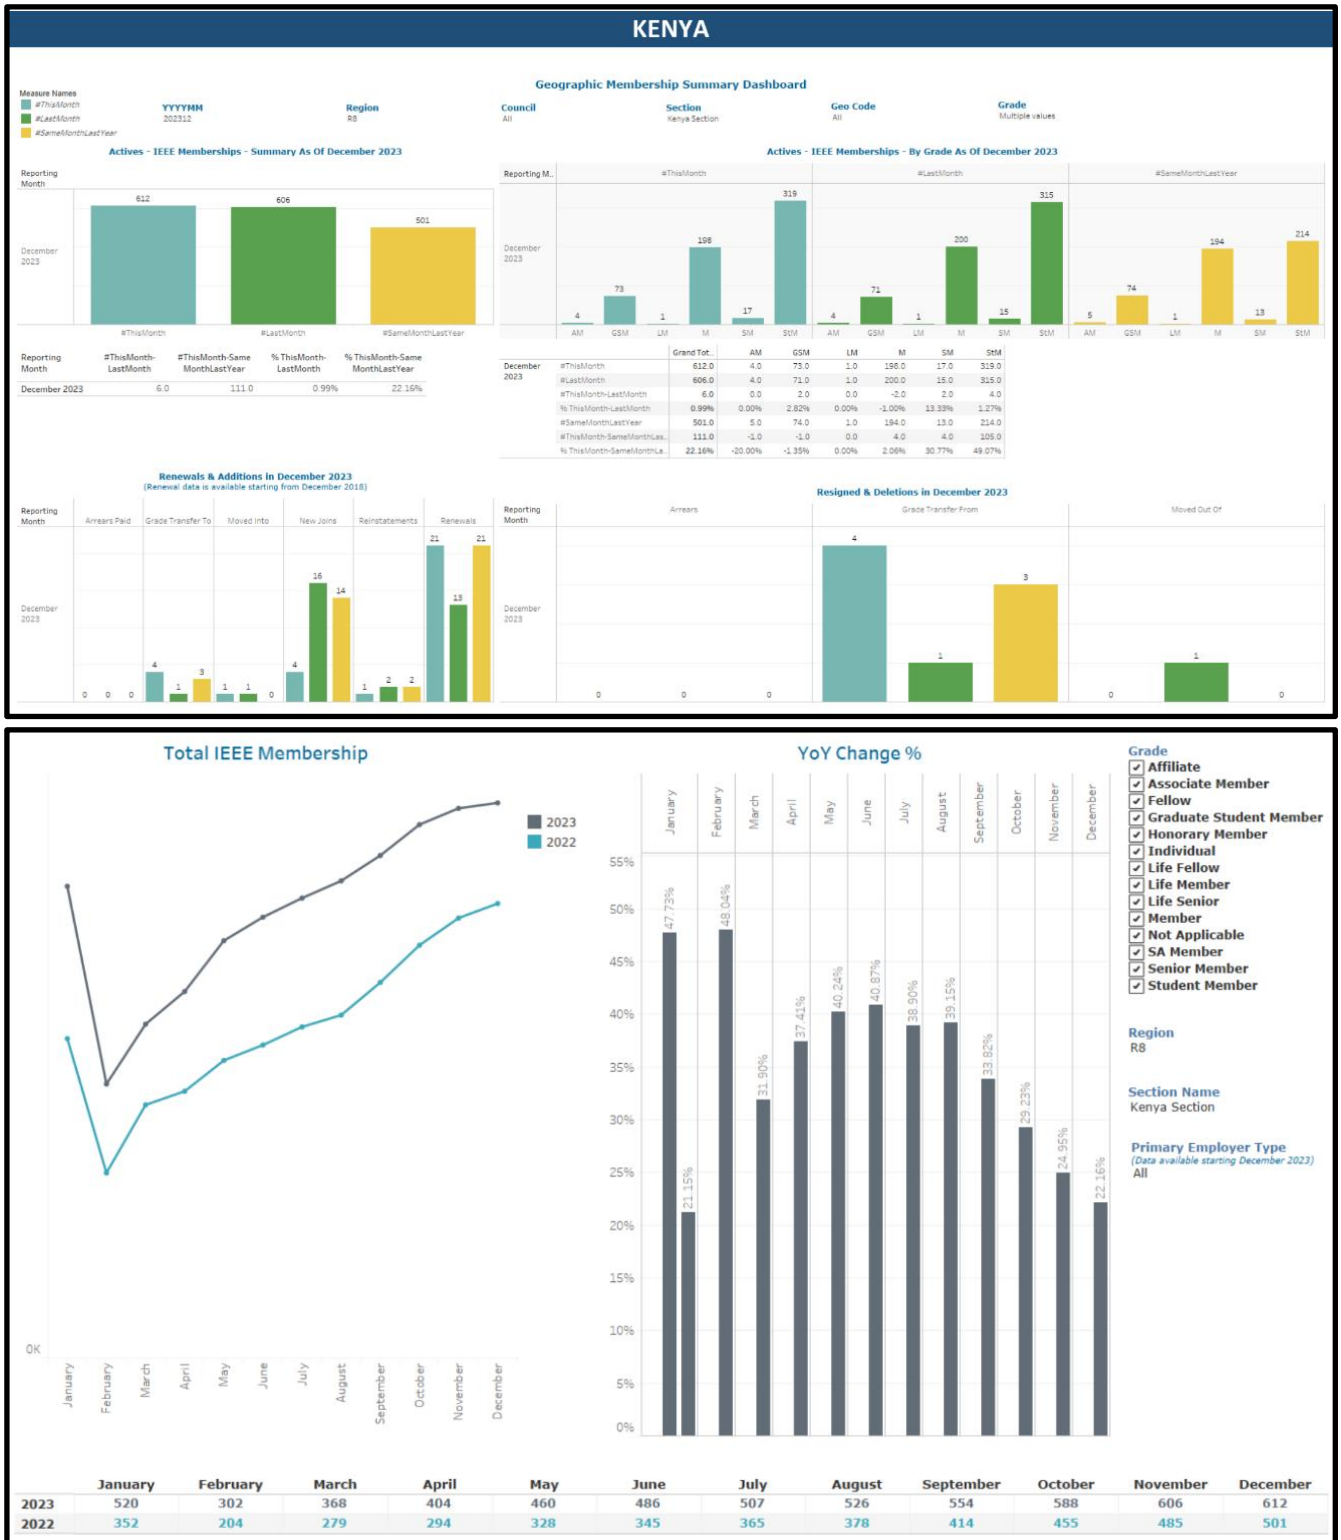 KENYA
Geographic Membership Summary Dashboard
Measure Names
#ThisMonth
#LastMonth
#SameMonthLastYear
YYYYMM
202312
Region
R8
Council
All
Section
Kenya Section
Geo Code
All
Grade
Multiple values
Actives - IEEE Memberships - Summary As Of December 2023
Reporting
Month
612
606
501
December
2023
#ThisMonth #LastMonth #SameMonthLastYear
Reporting
Month
#ThisMonth-
LastMonth
#ThisMonth-Same
MonthLastYear
% ThisMonth-
LastMonth
% ThisMonth-Same
MonthLastYear
December 2023 6.0 111.0 0.99% 22.16%
Actives - IEEE Memberships - By Grade As Of December 2023
Reporting M.. #ThisMonth #LastMonth #SameMonthLastYear
December
2023
4 73 1 198 17 319
4 71 1 200 15 315
5 74 1 194 13 214
AM GSM LM M SM StM AM GSM LM M SM StM AM GSM LM M SM StM
Grand Tot.. AM GSM LM M SM StM
December
2023
#ThisMonth 612.0 4.0 73.0 1.0 198.0 17.0 319.0
#LastMonth 606.0 4.0 71.0 1.0 200.0 15.0 315.0
#ThisMonth-LastMonth 6.0 0.0 2.0 0.0 -2.0 2.0 4.0
% ThisMonth-LastMonth 0.99% 0.00% 2.82% 0.00% -1.00% 13.33% 1.27%
#SameMonthLastYear 501.0 5.0 74.0 1.0 194.0 13.0 214.0
#ThisMonth-SameMonthLas.. 111.0 -1.0 -1.0 0.0 4.0 4.0 105.0
% ThisMonth-SameMonthLa.. 22.16% -20.00% -1.35% 0.00% 2.06% 30.77% 49.07%
Renewals & Additions in December 2023
(Renewal data is available starting from December 2018)
Reporting
Month
Arrears Paid Grade Transfer To Moved Into New Joins Reinstatements Renewals
December
2023
0 0 0 4 1 3 1 1 0 4 16 14 1 2 2 21 13 21
Resigned & Deletions in December 2023
Reporting
Month
Arrears Grade Transfer From Moved Out Of
December
2023
0 0 0 4 1 3 0 1 0
Total IEEE Membership
2023
2022
0K
January
February
March
April
May
June
July
August
September
October
November
December
YoY Change %
January
February
March
April
May
June
July
August
September
October
November
December
55%
50%
45%
40%
35%
30%
25%
20%
15%
10%
5%
0%
47.73%
21.15%
48.04%
31.90%
37.41%
40.24%
40.87%
38.90%
39.15%
33.82%
29.23%
24.95%
22.16%
Grade
Affiliate
Associate Member
Fellow
Graduate Student Member
Honorary Member
Individual
Life Fellow
Life Member
Life Senior
Member
Not Applicable
SA Member
Senior Member
Student Member
Region
R8
Section Name
Kenya Section
Primary Employer Type
(Data available starting December 2023)
All
January February March April May June July August September October November December
2023 520 302 368 404 460 486 507 526 554 588 606 612
2022 352 204 279 294 328 345 365 378 414 455 485 501